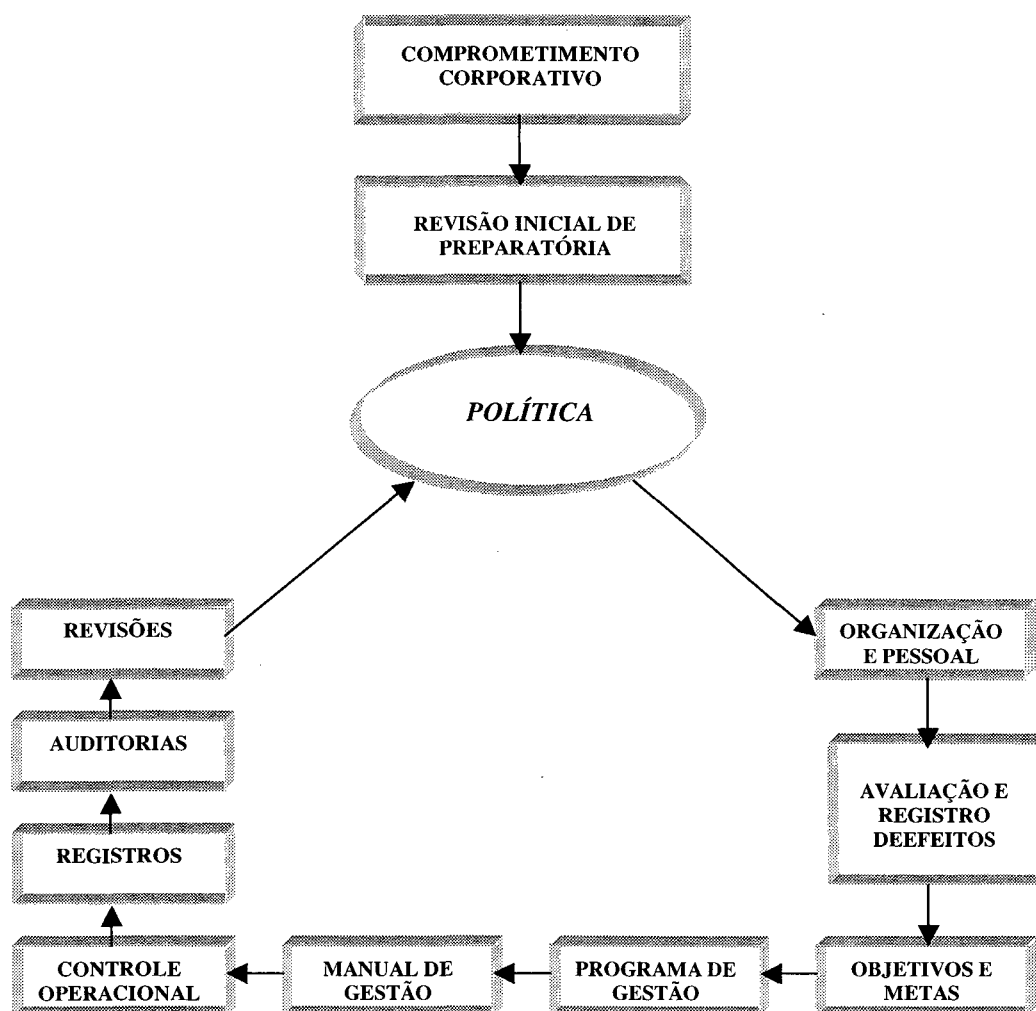 COMPROMETIMENTO
CORPORATIVO
REVISÃO INICIAL DE
PREPARATÓRIA
POLÍTICA
ORGANIZAÇÃO
E PESSOAL
AVALIAÇÃO E
REGISTRO
DEEFEITOS
OBJETIVOS E
METAS
PROGRAMA DE
GESTÃO
MANUAL DE
GESTÃO
CONTROLE
OPERACIONAL
REGISTROS
AUDITORIAS
REVISÕES